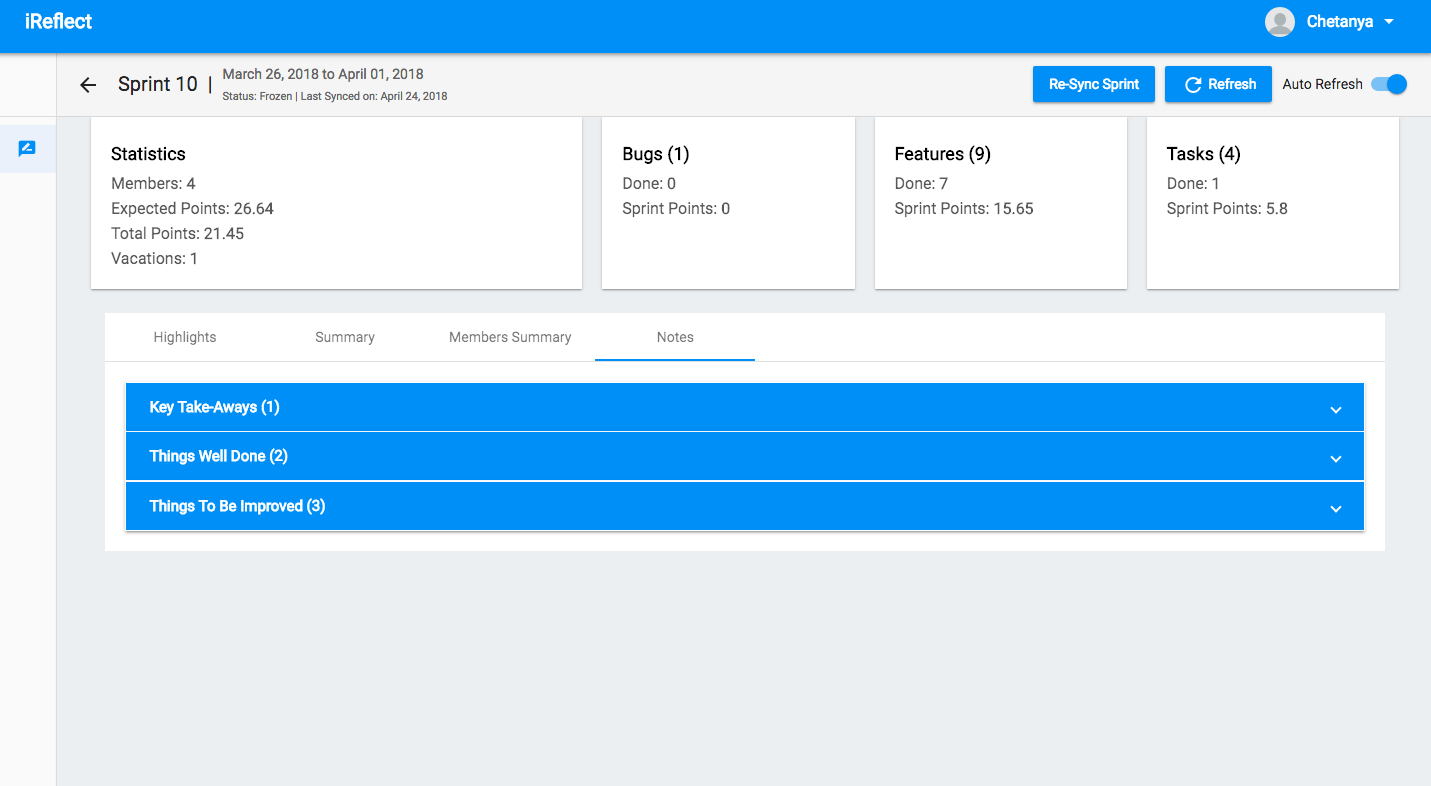 iReflect
Chetanya
Sprint 10 |
March 26, 2018 to April 01, 2018
Status: Frozen | Last Synced on: April 24, 2018
Re-Sync Sprint
Refresh
Auto Refresh
Statistics
Members: 4
Expected Points: 26.64
Total Points: 21.45
Vacations: 1
Bugs (1)
Done: 0
Sprint Points: 0
Features (9)
Done: 7
Sprint Points: 15.65
Tasks (4)
Done: 1
Sprint Points: 5.8
Highlights
Summary
Members Summary
Notes
Key Take-Aways (1)
Things Well Done (2)
Things To Be Improved (3)